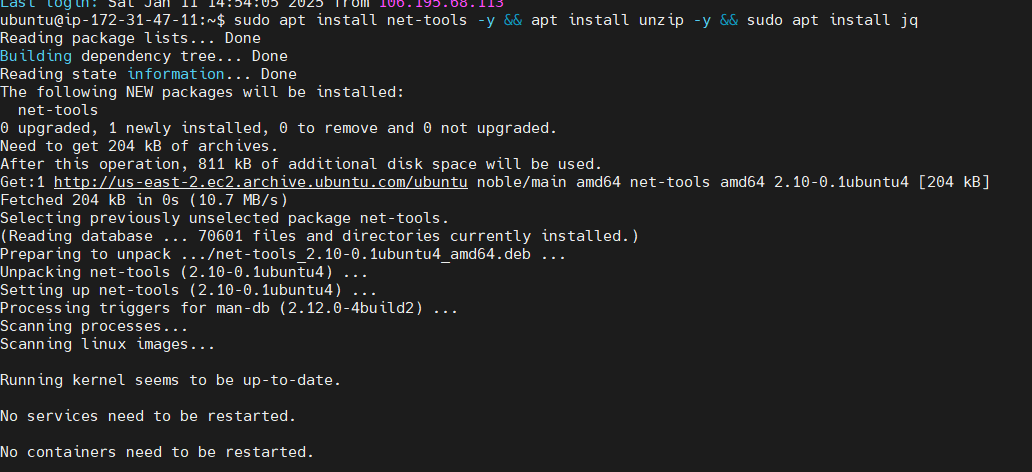 Last login: Sat Jan 11 14:54:05 2025 from 106.195.68.113
ubuntu@ip-172-31-47-11:~$ sudo apt install net-tools -y && apt install unzip -y && sudo apt install jq
Reading package lists... Done
Building dependency tree... Done
Reading state information... Done
The following NEW packages will be installed:
  net-tools
0 upgraded, 1 newly installed, 0 to remove and 0 not upgraded.
Need to get 204 kB of archives.
After this operation, 811 kB of additional disk space will be used.
Get:1 http://us-east-2.ec2.archive.ubuntu.com/ubuntu noble/main amd64 net-tools amd64 2.10-0.1ubuntu4 [204 kB]
Fetched 204 kB in 0s (10.7 MB/s)
Selecting previously unselected package net-tools.
(Reading database ... 70601 files and directories currently installed.)
Preparing to unpack .../net-tools_2.10-0.1ubuntu4_amd64.deb ...
Unpacking net-tools (2.10-0.1ubuntu4) ...
Setting up net-tools (2.10-0.1ubuntu4) ...
Processing triggers for man-db (2.12.0-4build2) ...
Scanning processes...
Scanning linux images...

Running kernel seems to be up-to-date.

No services need to be restarted.

No containers need to be restarted.